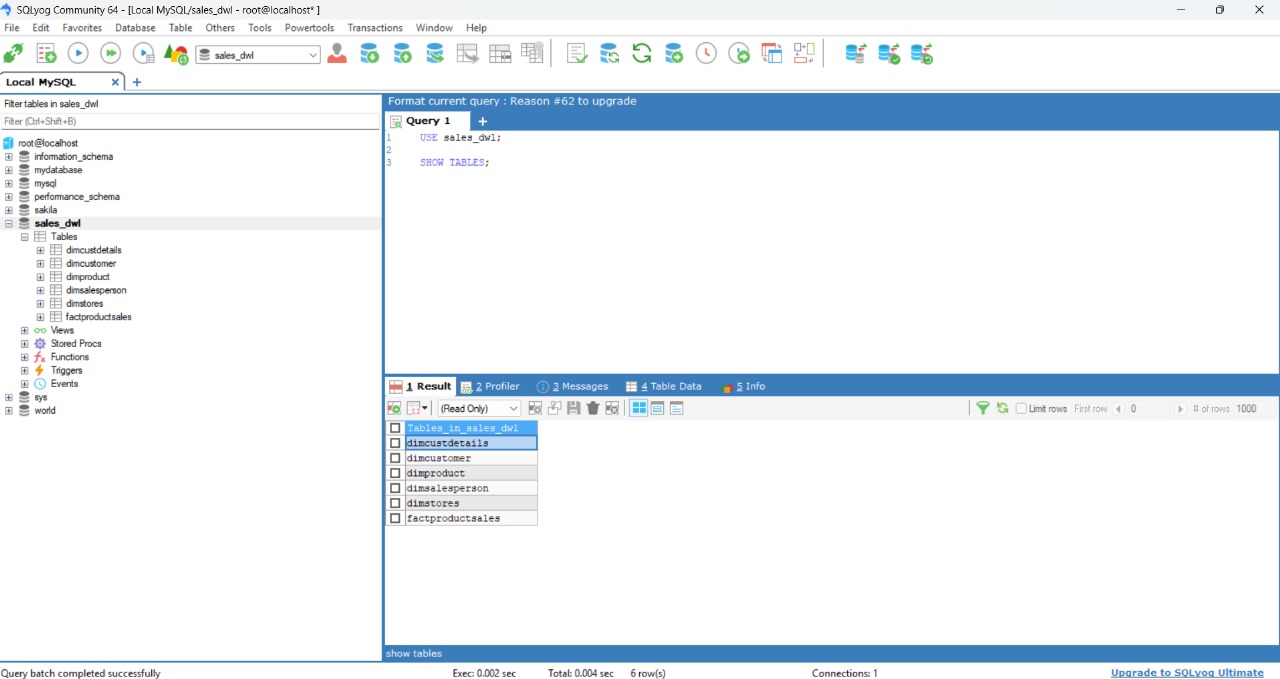 SQLyog Community 64 - [Local MySQL/sales_dwl - root@localhost* ]
File Edit Favorites Database Table Others Tools Powertools Transactions Window Help
sales_dwl
Local MySQL
Filter tables in sales_dwl
Filter (Ctrl+Shift+B)
root@localhost
information_schema
mydatabase
mysql
performance_schema
sakila
sales_dwl
Tables
dimcustdetails
dimcustomer
dimproduct
dimsalesperson
dimstores
factproductsales
Views
Stored Procs
Functions
Triggers
Events
sys
world
Format current query : Reason #62 to upgrade
Query 1
1 USE sales_dwl;
2
3 SHOW TABLES;
1 Result 2 Profiler 3 Messages 4 Table Data 5 Info
(Read Only) Limit rows First row 0 # of rows 1000
Tables_in_sales_dwl
dimcustdetails
dimcustomer
dimproduct
dimsalesperson
dimstores
factproductsales
show tables
Query batch completed successfully Exec: 0.002 sec Total: 0.004 sec 6 row(s) Connections: 1 Upgrade to SQLyog Ultimate